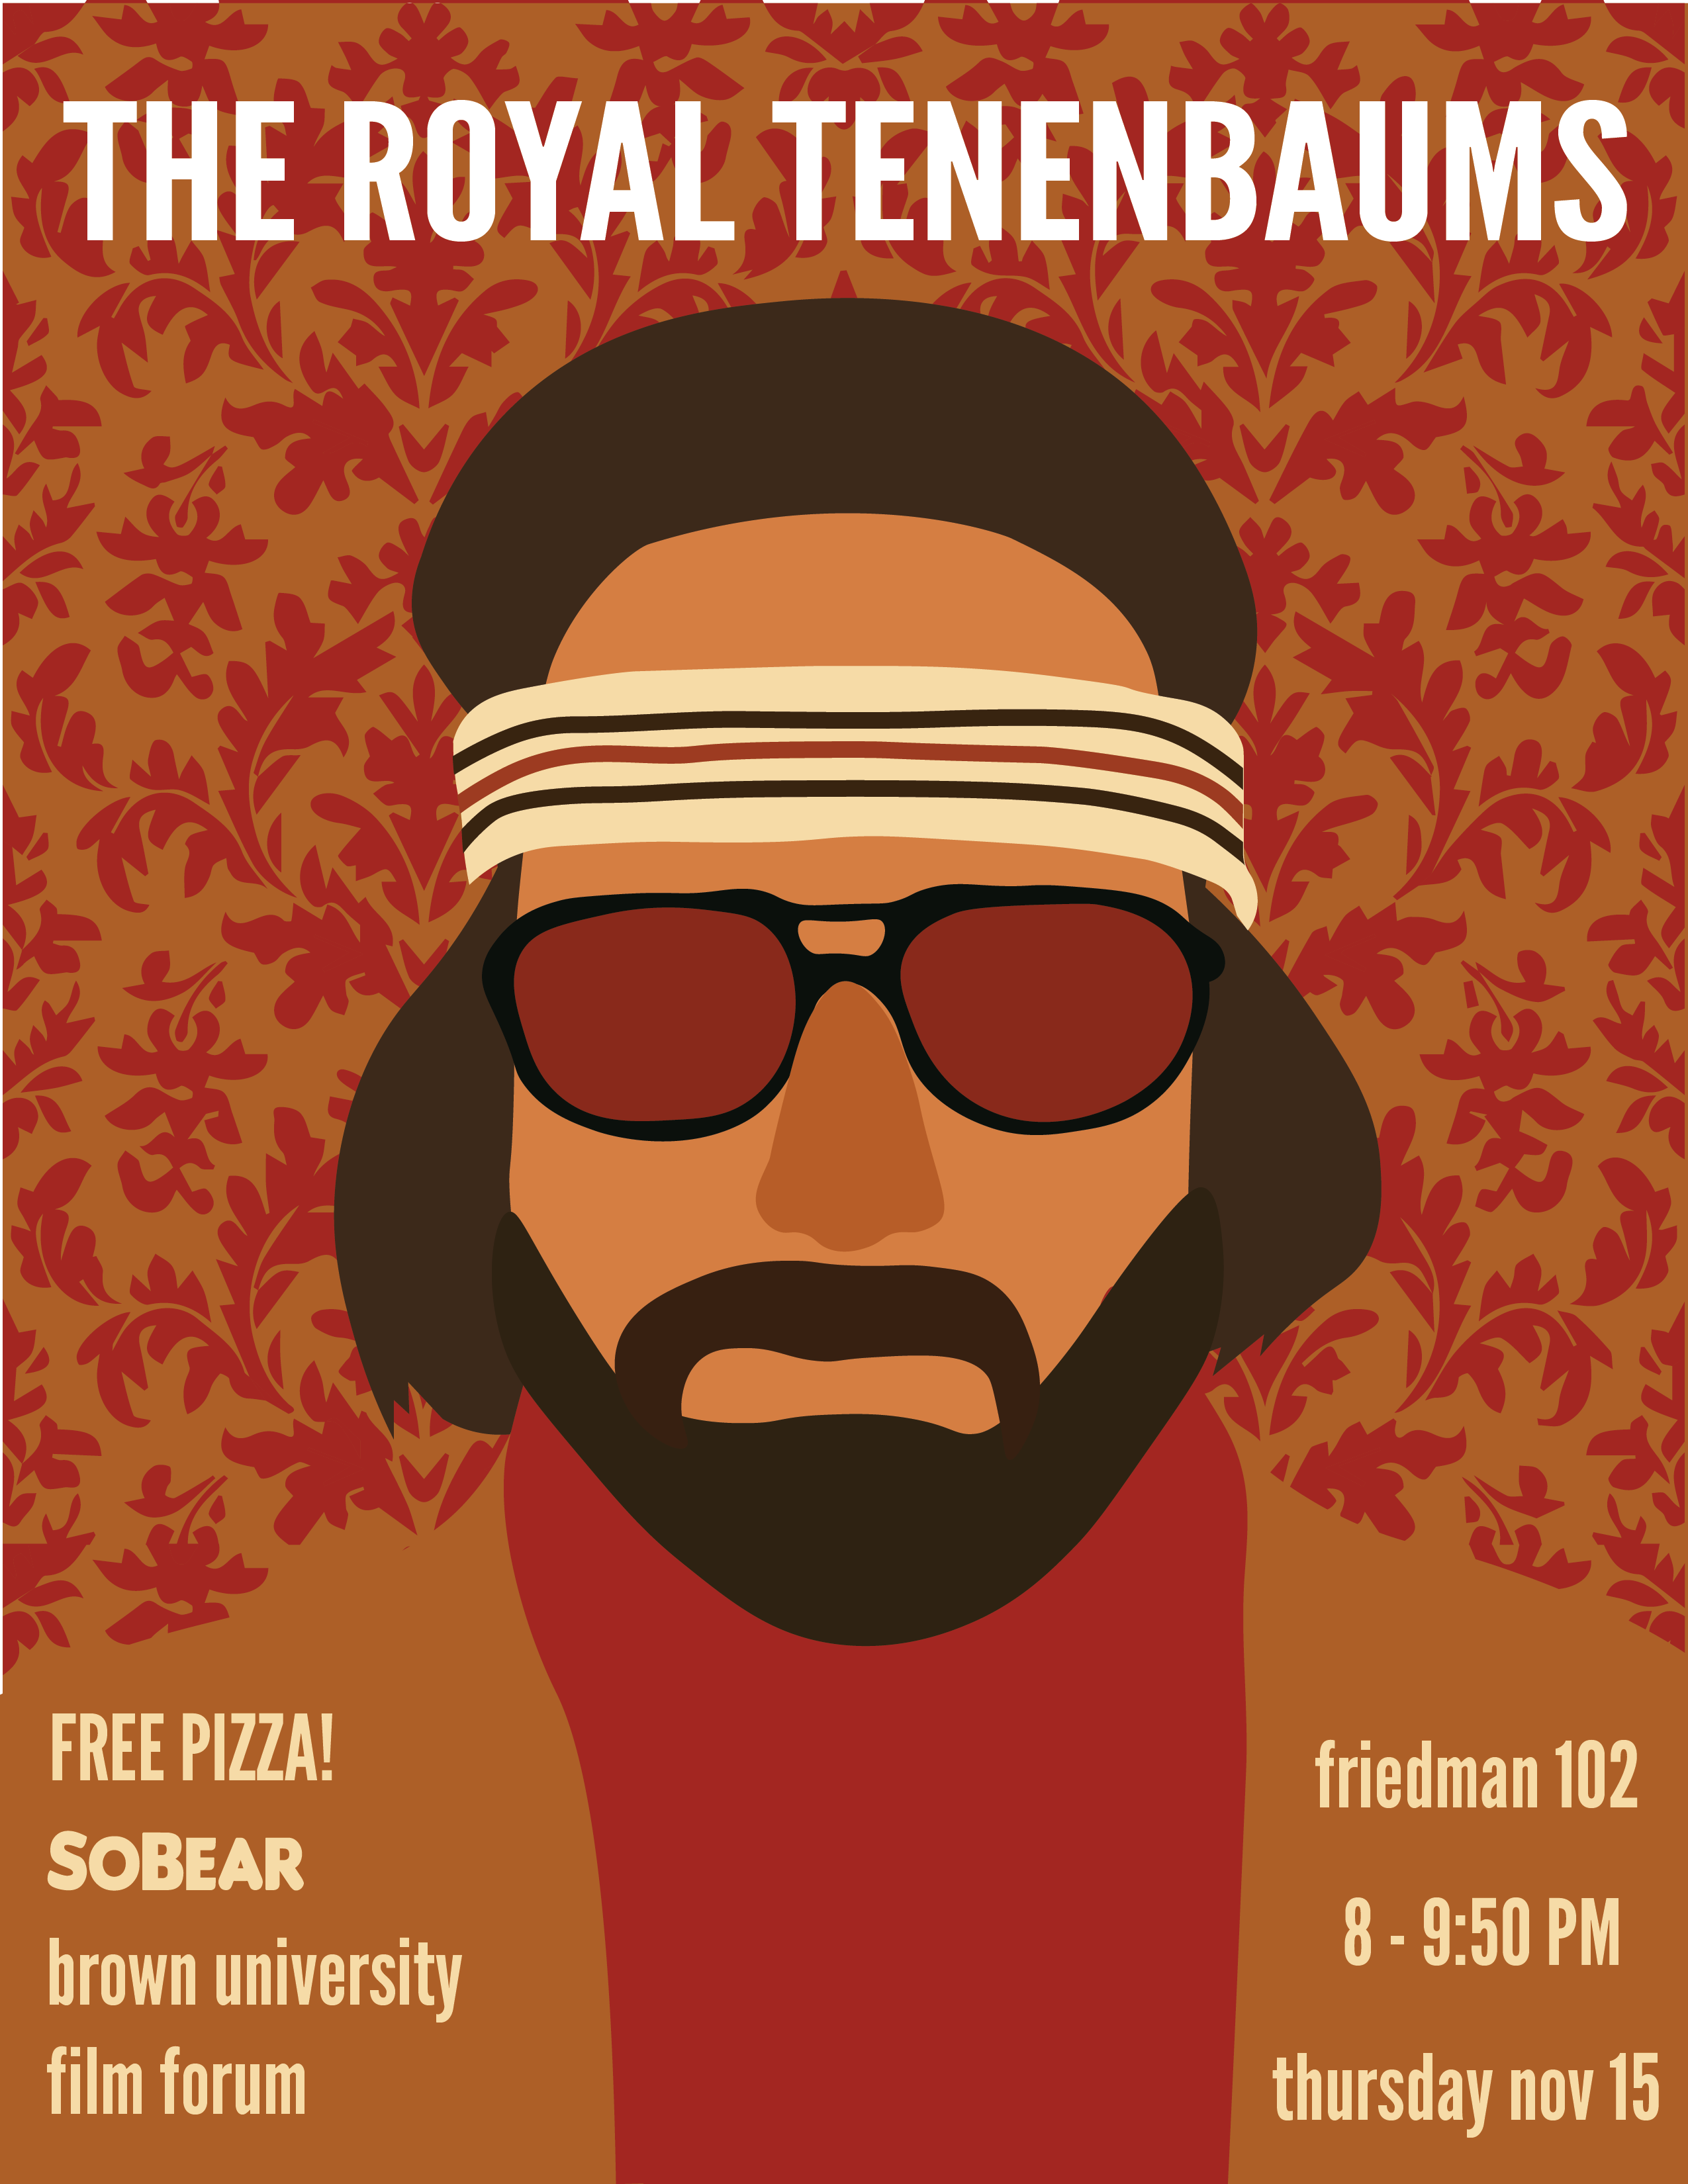 THE ROYAL TENENBAUMS
FREE PIZZA!
SOBEAR
brown university
film forum
friedman 102
8 - 9:50 PM
thursday nov 15